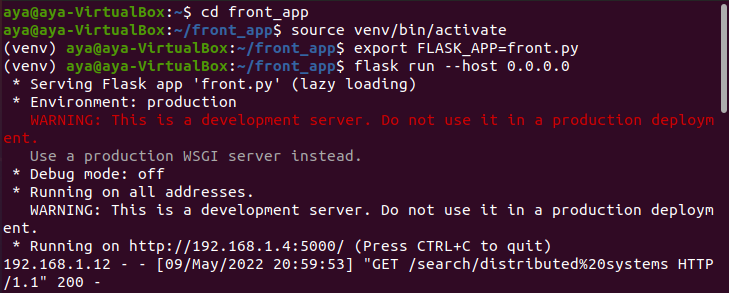 aya@aya-VirtualBox:~$ cd front_app
aya@aya-VirtualBox:~/front_app$ source venv/bin/activate
(venv) aya@aya-VirtualBox:~/front_app$ export FLASK_APP=front.py
(venv) aya@aya-VirtualBox:~/front_app$ flask run --host 0.0.0.0
 * Serving Flask app 'front.py' (lazy loading)
 * Environment: production
   WARNING: This is a development server. Do not use it in a production deploym
ent.
   Use a production WSGI server instead.
 * Debug mode: off
 * Running on all addresses.
   WARNING: This is a development server. Do not use it in a production deploym
ent.
 * Running on http://192.168.1.4:5000/ (Press CTRL+C to quit)
192.168.1.12 - - [09/May/2022 20:59:53] "GET /search/distributed%20systems HTTP
/1.1" 200 -